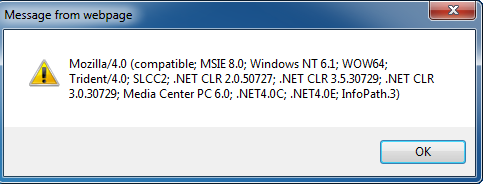 Message from webpage
Mozilla/4.0 (compatible; MSIE 8.0; Windows NT 6.1; WOW64;
Trident/4.0; SLCC2; .NET CLR 2.0.50727; .NET CLR 3.5.30729; .NET CLR
3.0.30729; Media Center PC 6.0; .NET4.0C; .NET4.0E; InfoPath.3)
OK